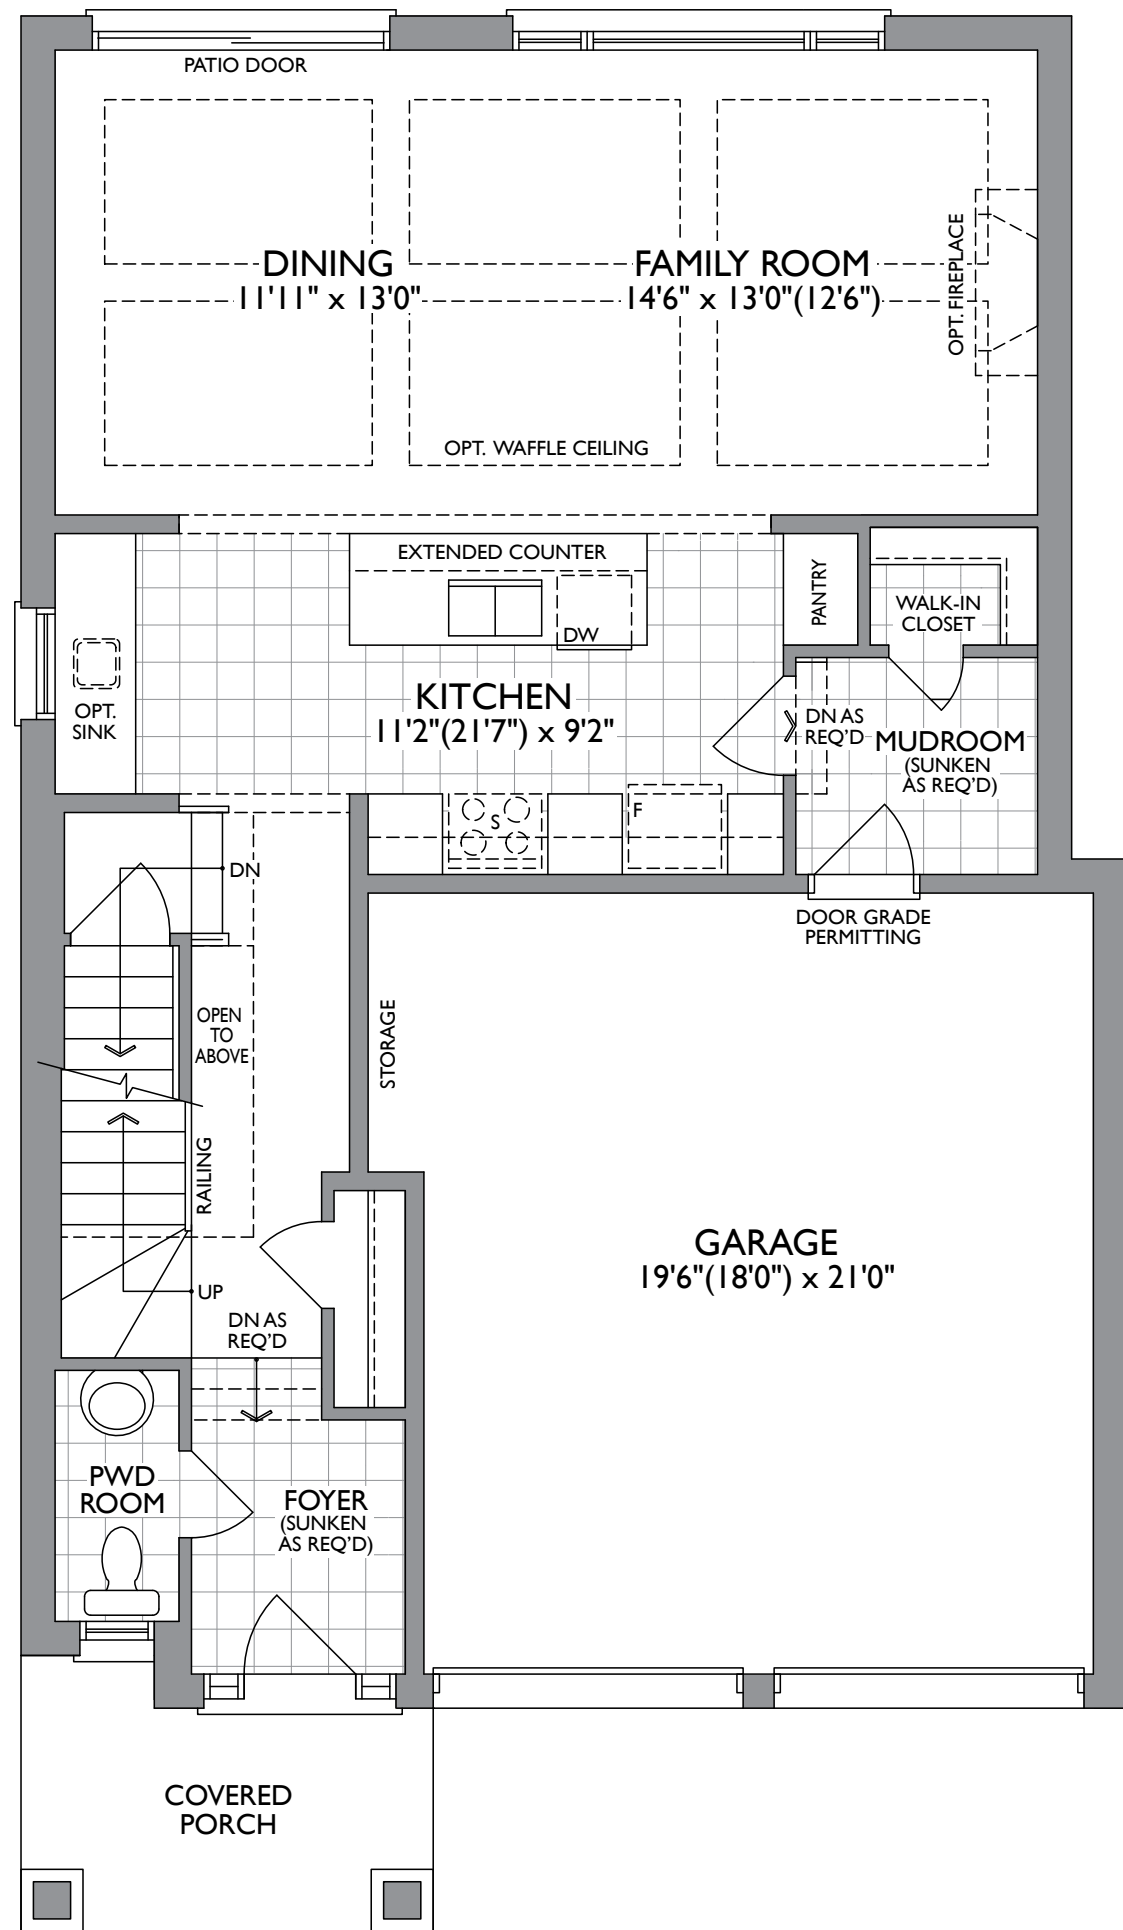 PATIO DOOR
DINING
11'11" x 13'0"
FAMILY ROOM
14'6" x 13'0"(12'6")
OPT. FIREPLACE
OPT. WAFFLE CEILING
EXTENDED COUNTER
DW
PANTRY
WALK-IN
CLOSET
OPT.
SINK
KITCHEN
11'2"(21'7") x 9'2"
DN AS
REQ'D
MUDROOM
(SUNKEN
AS REQ'D)
S
F
DN
DOOR GRADE
PERMITTING
OPEN
TO
ABOVE
STORAGE
RAILING
GARAGE
19'6"(18'0") x 21'0"
UP
DN AS
REQ'D
PWD
ROOM
FOYER
(SUNKEN
AS REQ'D)
COVERED
PORCH